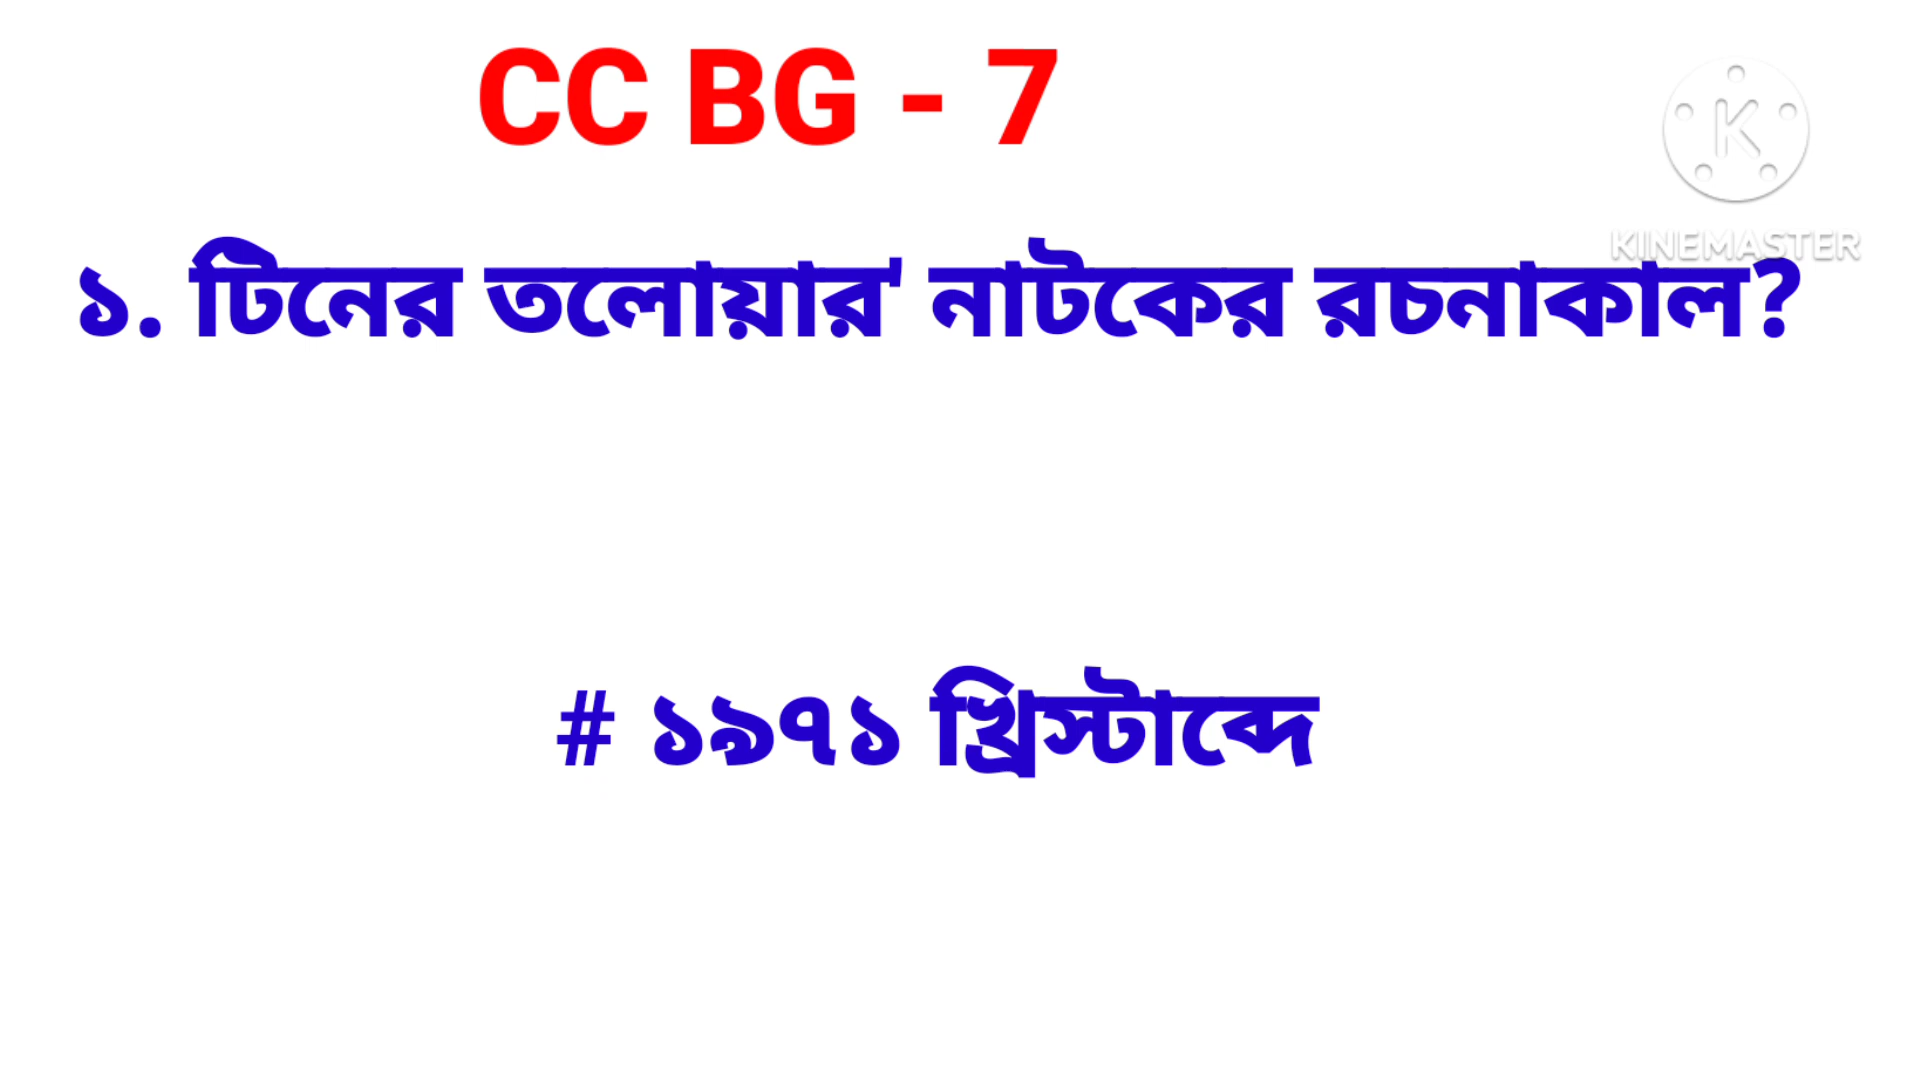 CC BG - 7
K
KINEMASTER
১. টিনের তলোয়ার' নাটকের রচনাকাল?
# ১৯৭১ খ্রিস্টাব্দে